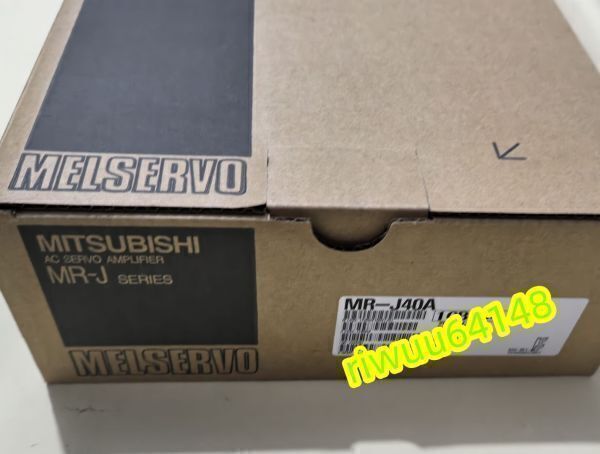 MELSERVO
MITSUBISHI
AC SERVO AMPLIFIER
MR-J SERIES
MELSERVO
MR-J40A
riwuu64148